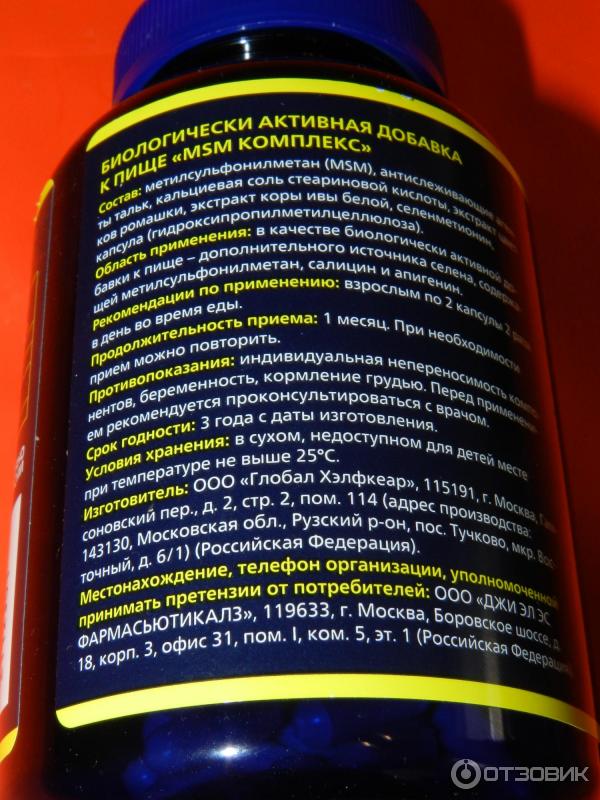 БИОЛОГИЧЕСКИ АКТИВНАЯ ДОБАВКА
К ПИЩЕ «MSM КОМПЛЕКС»
Состав: метилсульфонилметан (MSM), антислеживающие
ты тальк, кальциевая соль стеариновой кислоты, экстракт
ков ромашки, экстракт коры ивы белой, селенметионин,
капсула (гидроксипропилметилцеллюлоза).
Область применения: в качестве биологически активной до-
бавки к пище – дополнительного источника селена, содержа-
щей метилсульфонилметан, салицин и апигенин.
Рекомендации по применению: взрослым по 2 капсулы 2 раза
в день во время еды.
Продолжительность приема: 1 месяц. При необходимости
прием можно повторить.
Противопоказания: индивидуальная непереносимость компо-
нентов, беременность, кормление грудью. Перед применени-
ем рекомендуется проконсультироваться с врачом.
Срок годности: 3 года с даты изготовления.
Условия хранения: в сухом, недоступном для детей месте
при температуре не выше 25°С.
Изготовитель: ООО «Глобал Хэлфкеар», 115191, г. Москва,
соновский пер., д. 2, стр. 2, пом. 114 (адрес производства:
143130, Московская обл., Рузский р-он, пос. Тучково, мкр. Вос-
точный, д. 6/1) (Российская Федерация).
Местонахождение, телефон организации, уполномоченной
принимать претензии от потребителей: ООО «ДЖИ ЭЛ ЭС
ФАРМАСЬЮТИКАЛЗ», 119633, г. Москва, Боровское шоссе, д.
18, корп. 3, офис 31, пом. I, ком. 5, эт. 1 (Российская Федерация)
ОТЗОВИК